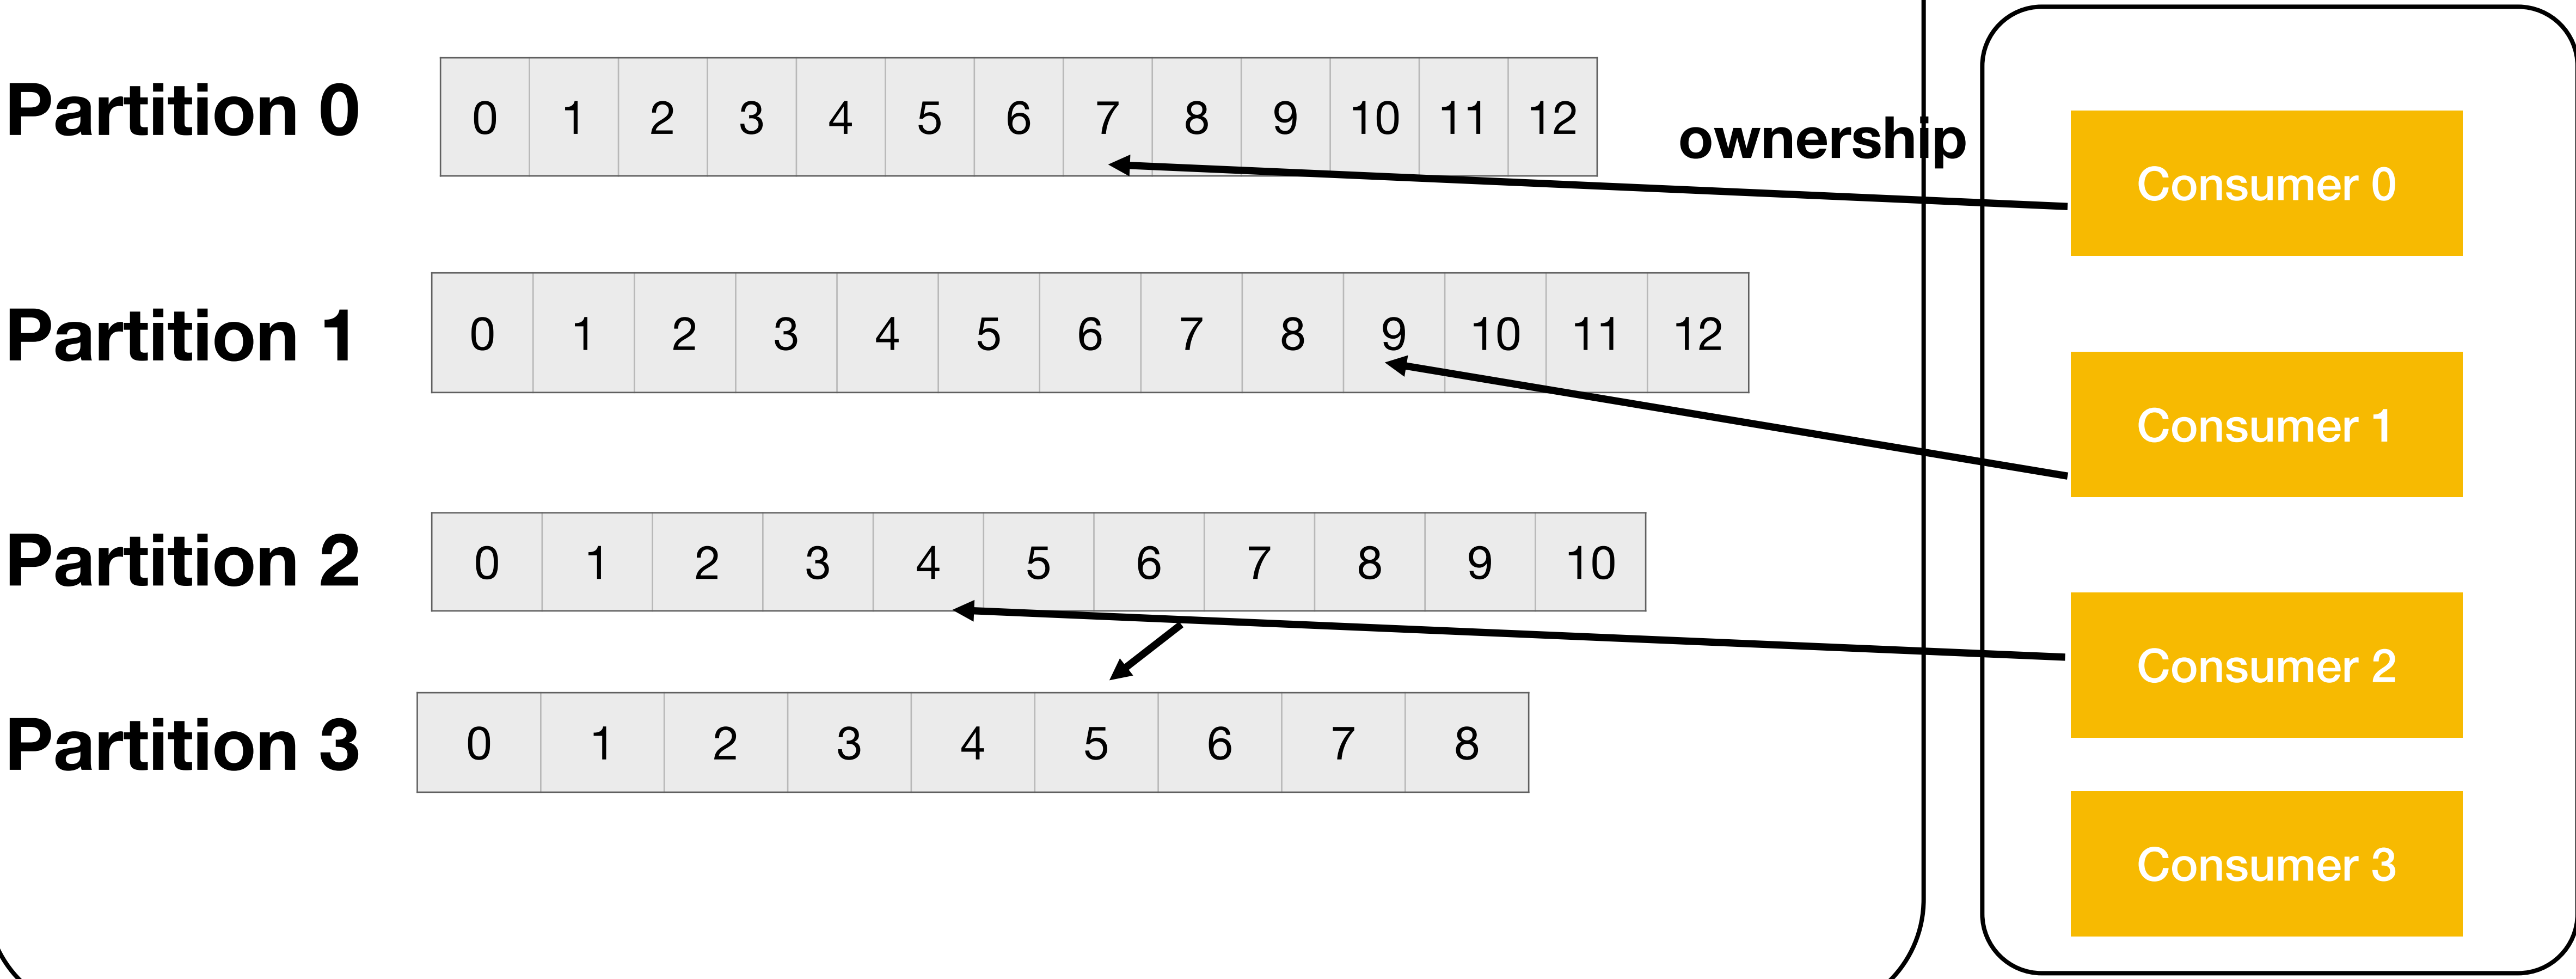 Partition 0
0 1 2 3 4 5 6 7 8 9 10 11 12
ownership
Consumer 0
Partition 1
0 1 2 3 4 5 6 7 8 9 10 11 12
Consumer 1
Partition 2
0 1 2 3 4 5 6 7 8 9 10
Consumer 2
Partition 3
0 1 2 3 4 5 6 7 8
Consumer 3